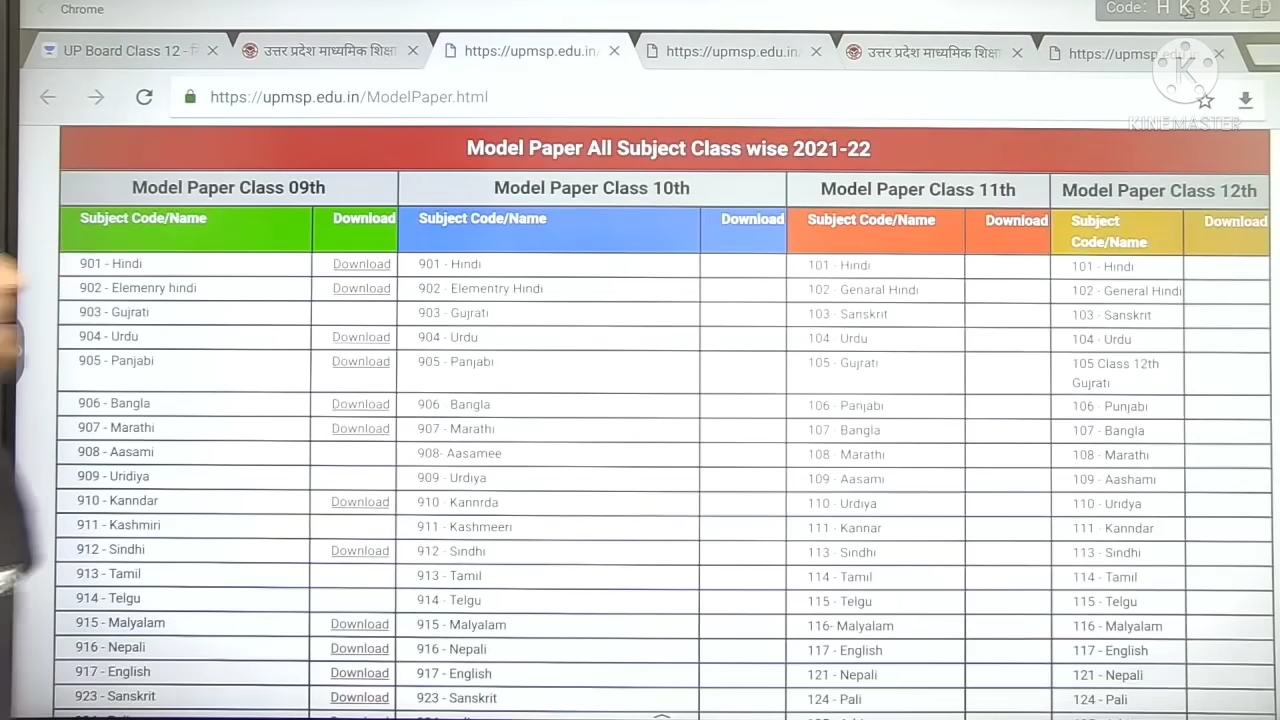 Chrome
Code: H K 8 X E D
UP Board Class 12 -
उत्तर प्रदेश माध्यमिक शिक्षा
https://upmsp.edu.in/
https://upmsp.edu.in/
उत्तर प्रदेश माध्यमिक शिक्षा
https://upmsp.edu.in
https://upmsp.edu.in/ModelPaper.html
K
KINEMASTER
Model Paper All Subject Class wise 2021-22
Model Paper Class 09th Model Paper Class 10th Model Paper Class 11th Model Paper Class 12th
Subject Code/Name Download Subject Code/Name Download Subject Code/Name Download Subject Code/Name Download
901 - Hindi Download 901 - Hindi 101 - Hindi 101 - Hindi
902 - Elemenry hindi Download 902 - Elementry Hindi 102 - Genaral Hindi 102 - General Hindi
903 - Gujrati 903 - Gujrati 103 - Sanskrit 103 - Sanskrit
904 - Urdu Download 904 - Urdu 104 - Urdu 104 - Urdu
905 - Panjabi Download 905 - Panjabi 105 - Gujrati 105 Class 12th Gujrati
906 - Bangla Download 906 - Bangla 106 - Panjabi 106 - Punjabi
907 - Marathi Download 907 - Marathi 107 - Bangla 107 - Bangla
908 - Aasami 908- Aasamee 108 - Marathi 108 - Marathi
909 - Uridiya 909 - Urdiya 109 - Aasami 109 - Aashami
910 - Kanndar Download 910 - Kannrda 110 - Urdiya 110 - Uridya
911 - Kashmiri 911 - Kashmeeri 111 - Kannar 111 - Kanndar
912 - Sindhi Download 912 - Sindhi 113 - Sindhi 113 - Sindhi
913 - Tamil 913 - Tamil 114 - Tamil 114 - Tamil
914 - Telgu 914 - Telgu 115 - Telgu 115 - Telgu
915 - Malyalam Download 915 - Malyalam 116- Malyalam 116 - Malyalam
916 - Nepali Download 916 - Nepali 117 - English 117 - English
917 - English Download 917 - English 121 - Nepali 121 - Nepali
923 - Sanskrit Download 923 - Sanskrit 124 - Pali 124 - Pali